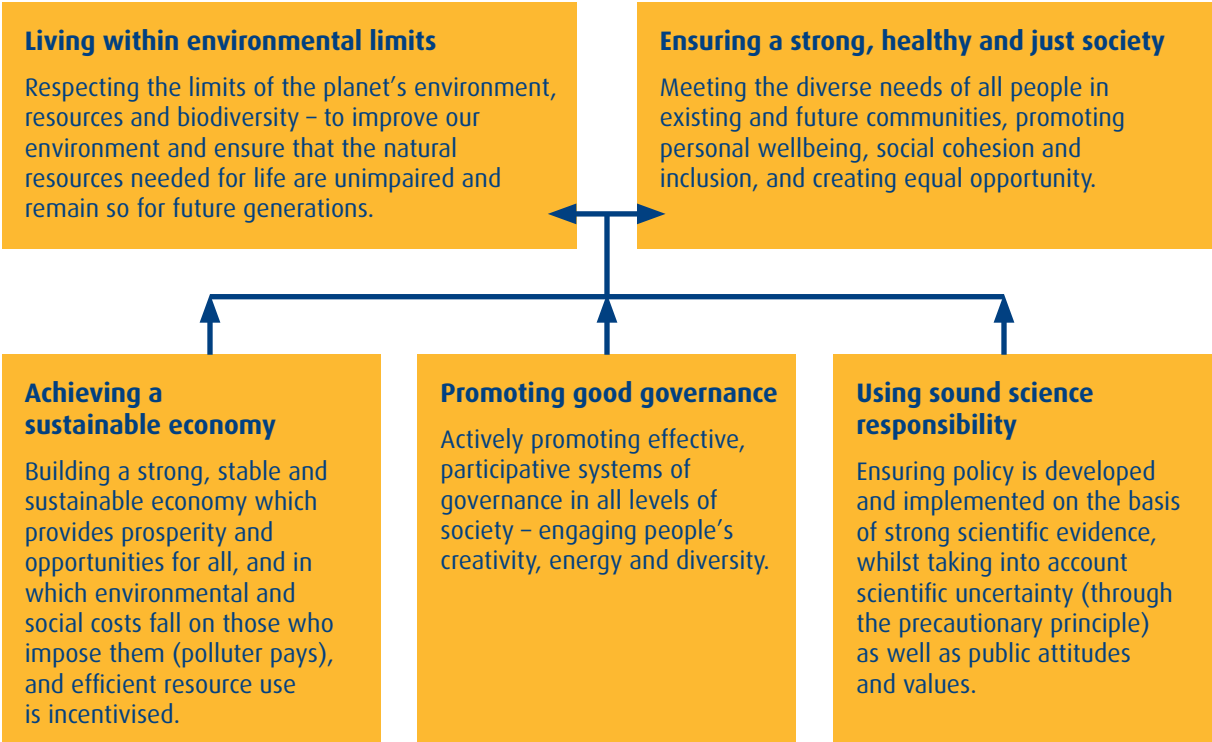 Living within environmental limits
Respecting the limits of the planet’s environment,
resources and biodiversity – to improve our
environment and ensure that the natural
resources needed for life are unimpaired and
remain so for future generations.
Ensuring a strong, healthy and just society
Meeting the diverse needs of all people in
existing and future communities, promoting
personal wellbeing, social cohesion and
inclusion, and creating equal opportunity.
Achieving a
sustainable economy
Building a strong, stable and
sustainable economy which
provides prosperity and
opportunities for all, and in
which environmental and
social costs fall on those who
impose them (polluter pays),
and efficient resource use
is incentivised.
Promoting good governance
Actively promoting effective,
participative systems of
governance in all levels of
society – engaging people’s
creativity, energy and diversity.
Using sound science
responsibility
Ensuring policy is developed
and implemented on the basis
of strong scientific evidence,
whilst taking into account
scientific uncertainty (through
the precautionary principle)
as well as public attitudes
and values.